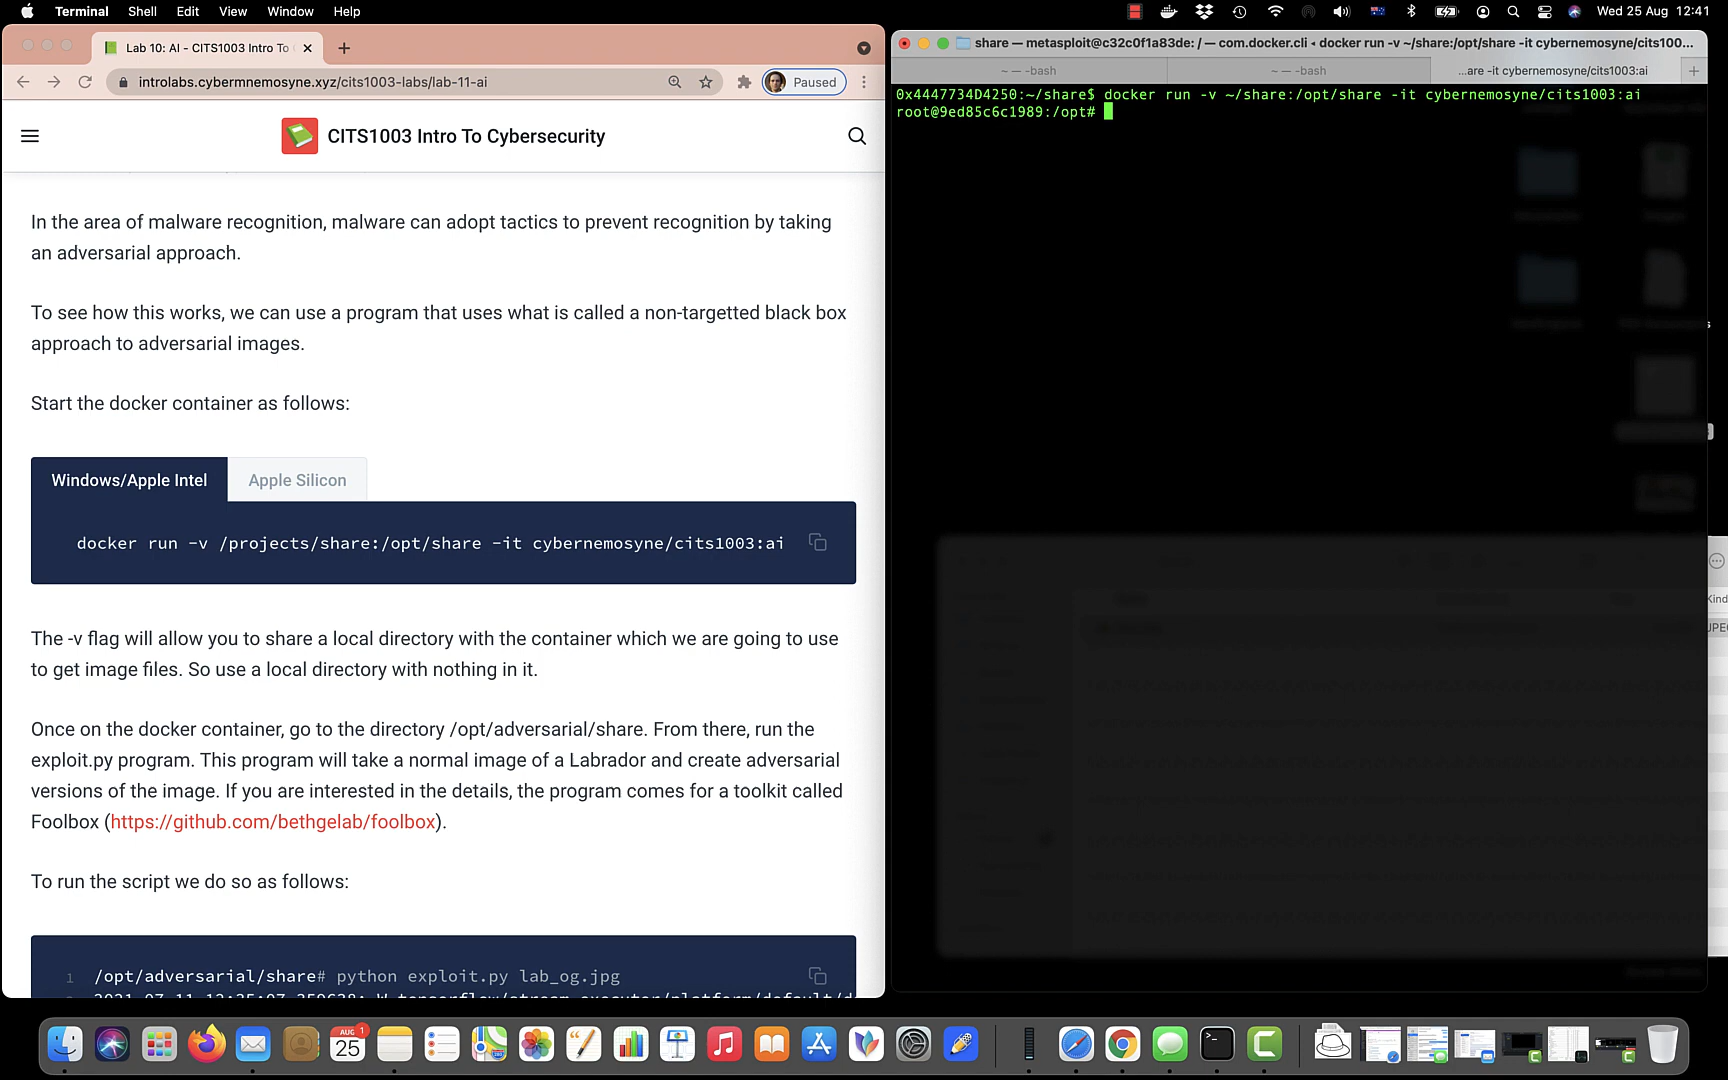 Terminal Shell Edit View Window Help
Wed 25 Aug 12:41
Lab 10: AI - CITS1003 Intro To
introlabs.cybermnemosyne.xyz/cits1003-labs/lab-11-ai
Paused
CITS1003 Intro To Cybersecurity
In the area of malware recognition, malware can adopt tactics to prevent recognition by taking
an adversarial approach.
To see how this works, we can use a program that uses what is called a non-targetted black box
approach to adversarial images.
Start the docker container as follows:
Windows/Apple Intel
Apple Silicon
docker run -v /projects/share:/opt/share -it cybernemosyne/cits1003:ai
The -v flag will allow you to share a local directory with the container which we are going to use
to get image files. So use a local directory with nothing in it.
Once on the docker container, go to the directory /opt/adversarial/share. From there, run the
exploit.py program. This program will take a normal image of a Labrador and create adversarial
versions of the image. If you are interested in the details, the program comes for a toolkit called
Foolbox (https://github.com/bethgelab/foolbox).
To run the script we do so as follows:
1 /opt/adversarial/share# python exploit.py lab_og.jpg
share — metasploit@c32c0f1a83de: / — com.docker.cli ◂ docker run -v ~/share:/opt/share -it cybernemosyne/cits100...
~ — -bash
~ — -bash
...are -it cybernemosyne/cits1003:ai
0x4447734D4250:~/share$ docker run -v ~/share:/opt/share -it cybernemosyne/cits1003:ai
root@9ed85c6c1989:/opt#
Kind
JPEG
AUG 1
25